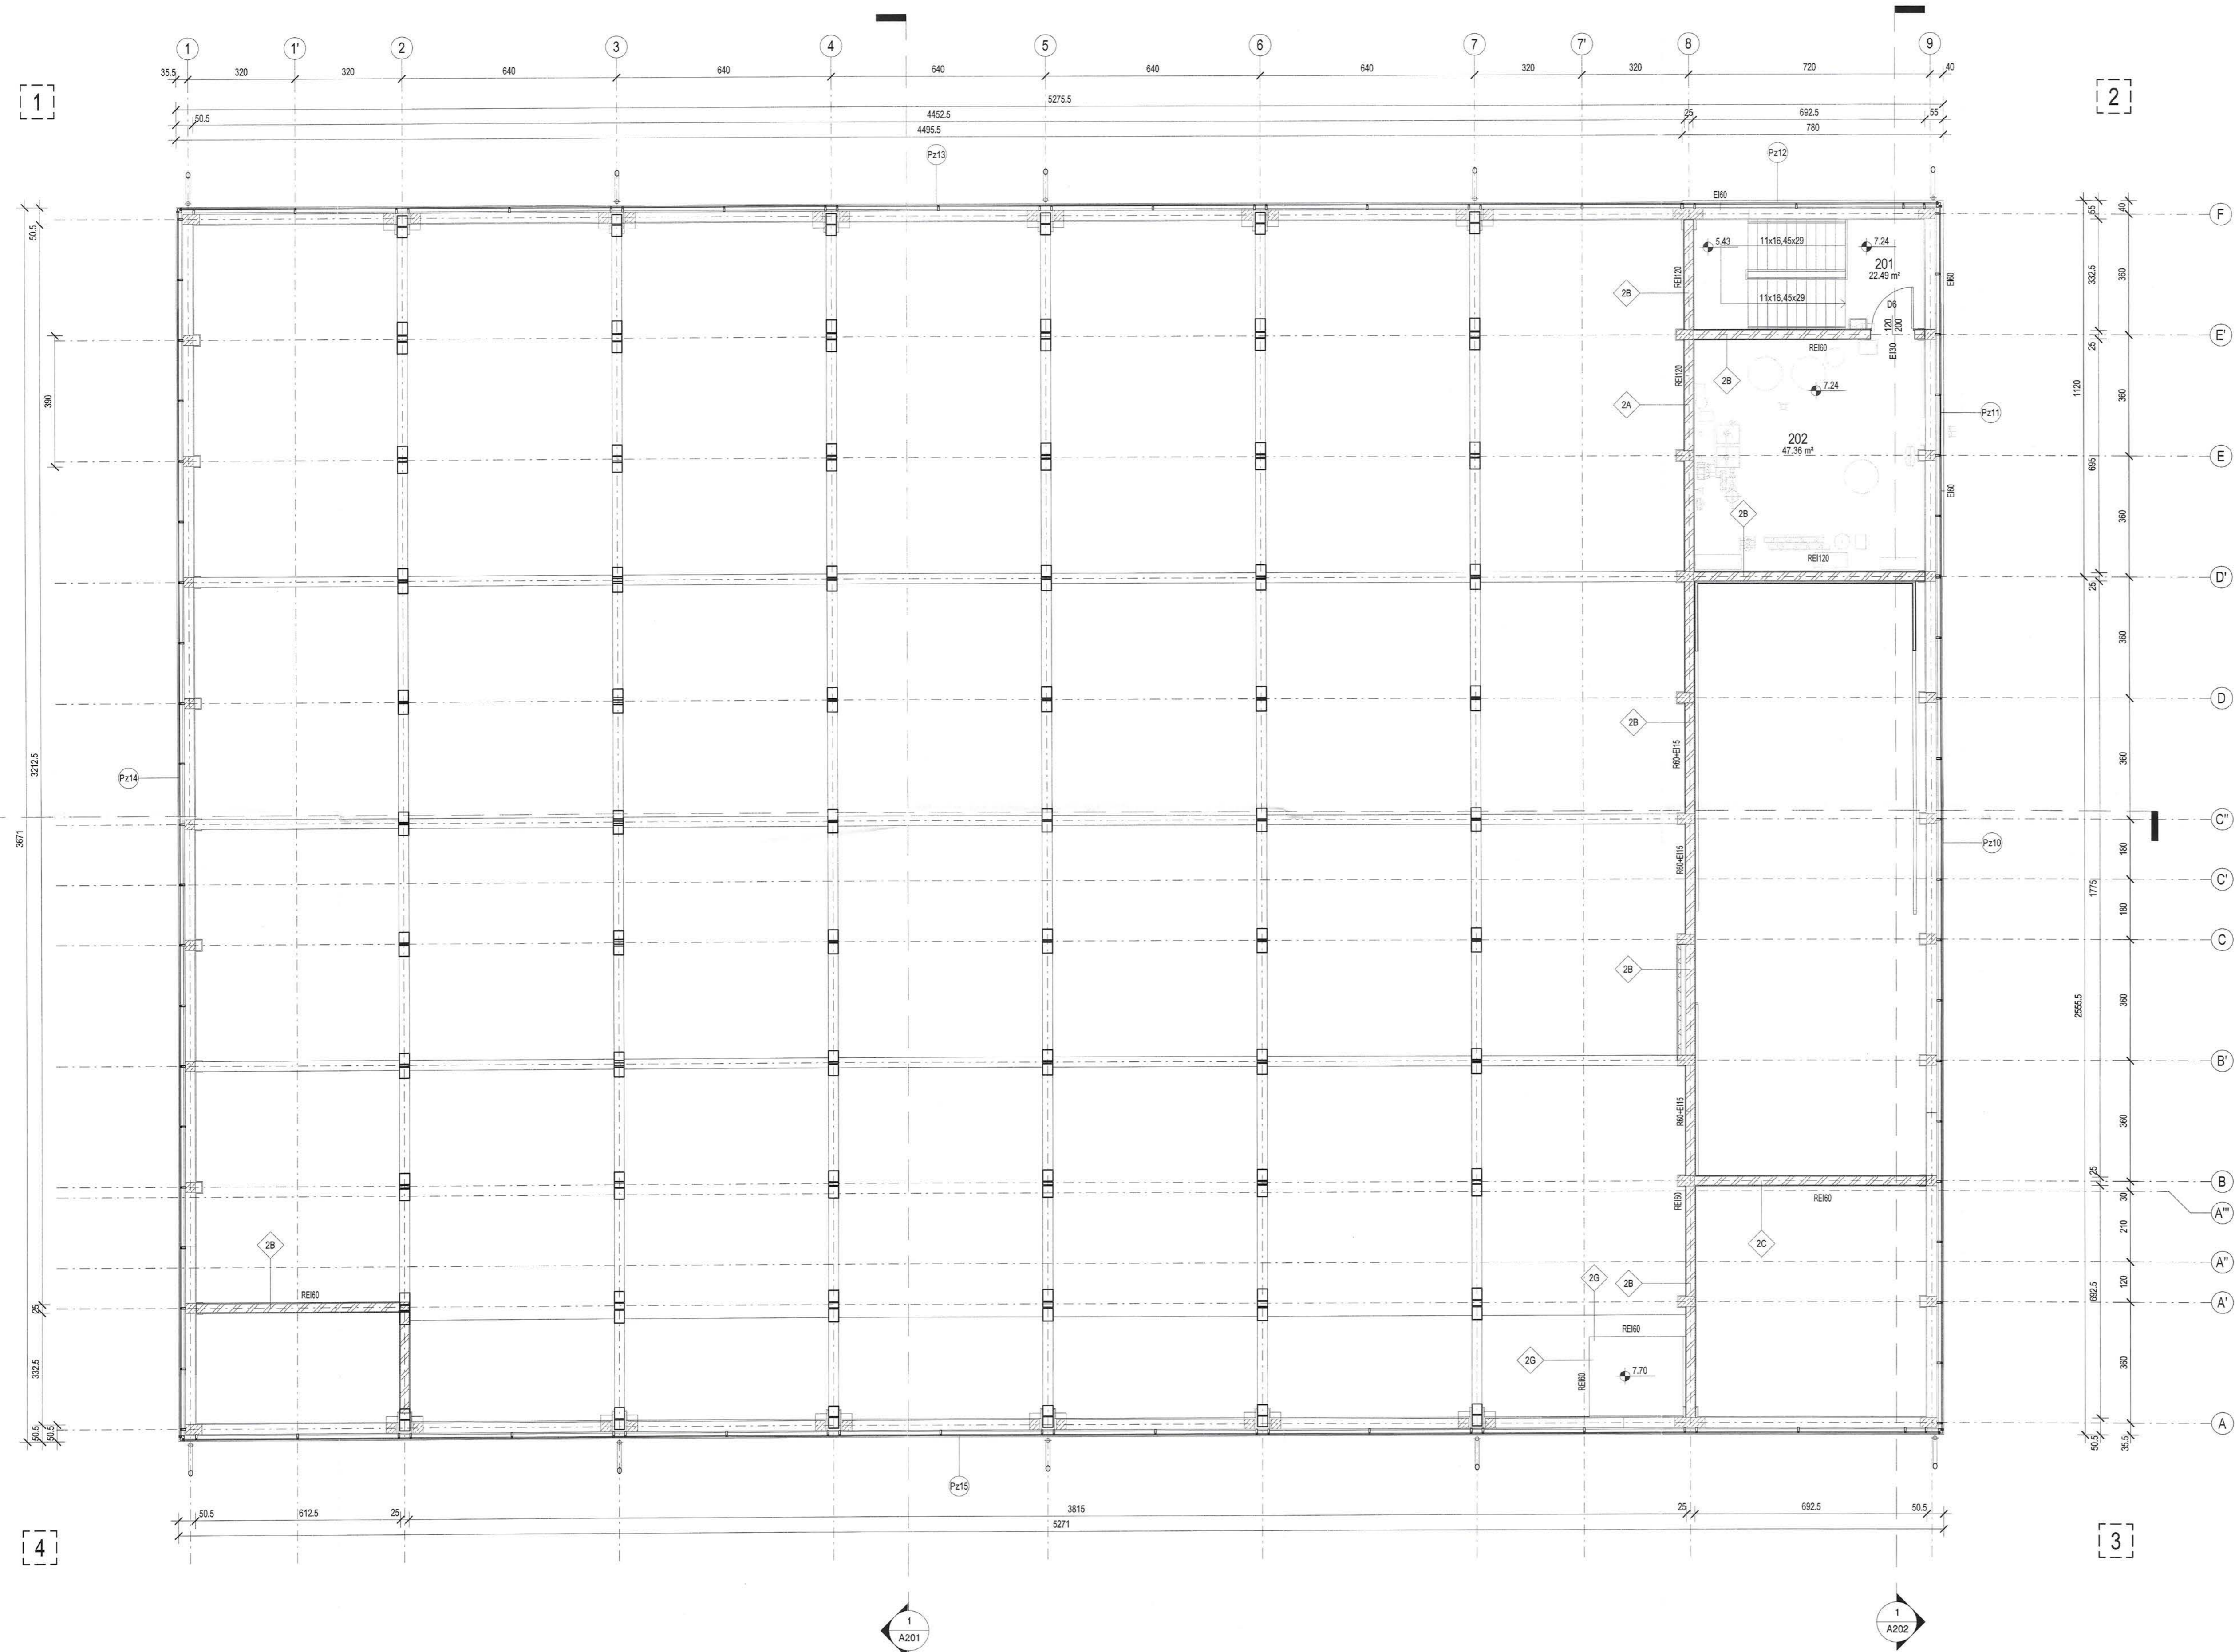 1 1' 2 3 4 5 6 7 7' 8 9
35.5 320 320 640 640 640 640 640 320 320 720 40
5275.5
50.5 4452.5 25 692.5 55
4495.5 780
1
2
Pz13
Pz12
EI60
F
E'
E
D'
D
C''
C'
C
B'
B
A'''
A''
A'
A
5.43
11x16,45x29
7.24
201
22.49 m²
11x16,45x29
D6
120
200
EI30
REI120
2B
REI60
EI60
REI120
2B
7.24
2A
Pz11
202
47.36 m²
EI60
2B
REI120
2B
R60+EI15
Pz14
Pz10
R60+EI15
2B
R60+EI15
REI60
REI60
2C
2B
REI60
2G
2B
REI60
2G
7.70
REI60
50.5
390
3212.5
3671
25
332.5
50.5
50.5
55
40
332.5
360
25
1120
360
695
360
25
360
360
180
1775
180
2555.5
360
360
25
30
210
120
692.5
360
50.5
35.5
Pz15
50.5 612.5 25 3815 25 692.5 50.5
5271
4
3
1
A201
1
A202